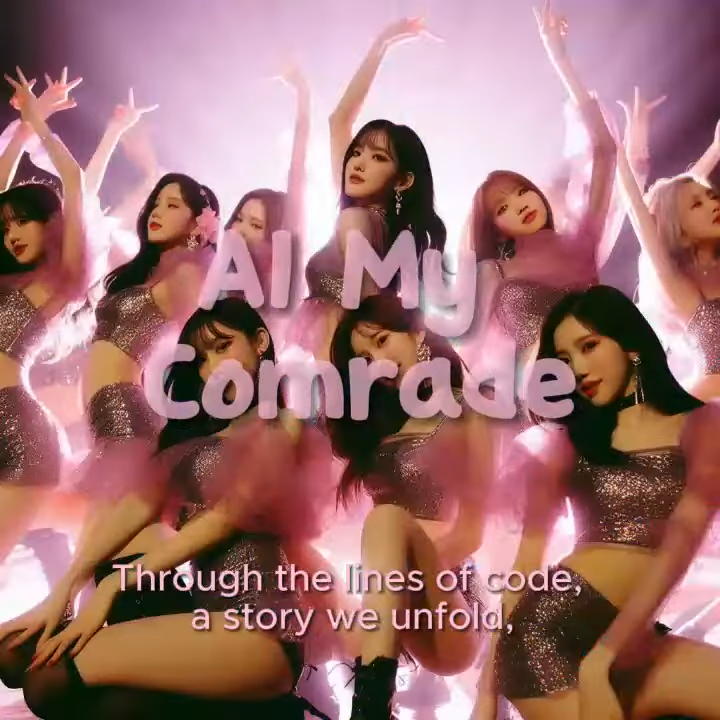 AI My
Comrade
Through the lines of code,
a story we unfold,